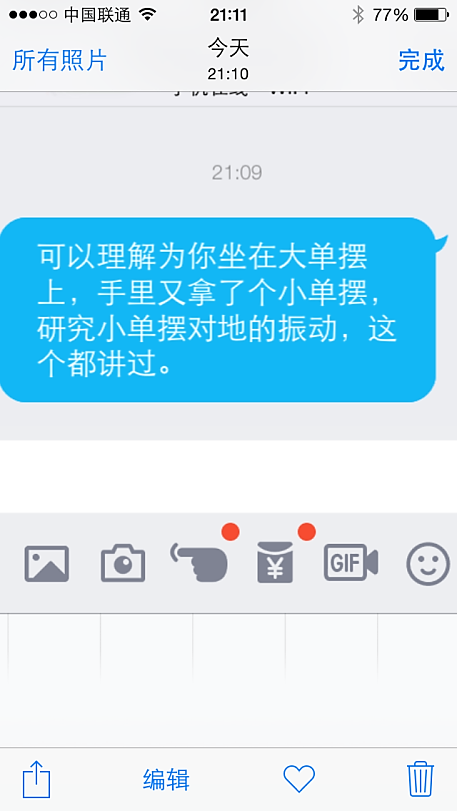 中国联通 21:11 77%
所有照片 今天 完成
21:10
21:09
可以理解为你坐在大单摆
上，手里又拿了个小单摆，
研究小单摆对地的振动，这
个都讲过。
¥ GIF
编辑